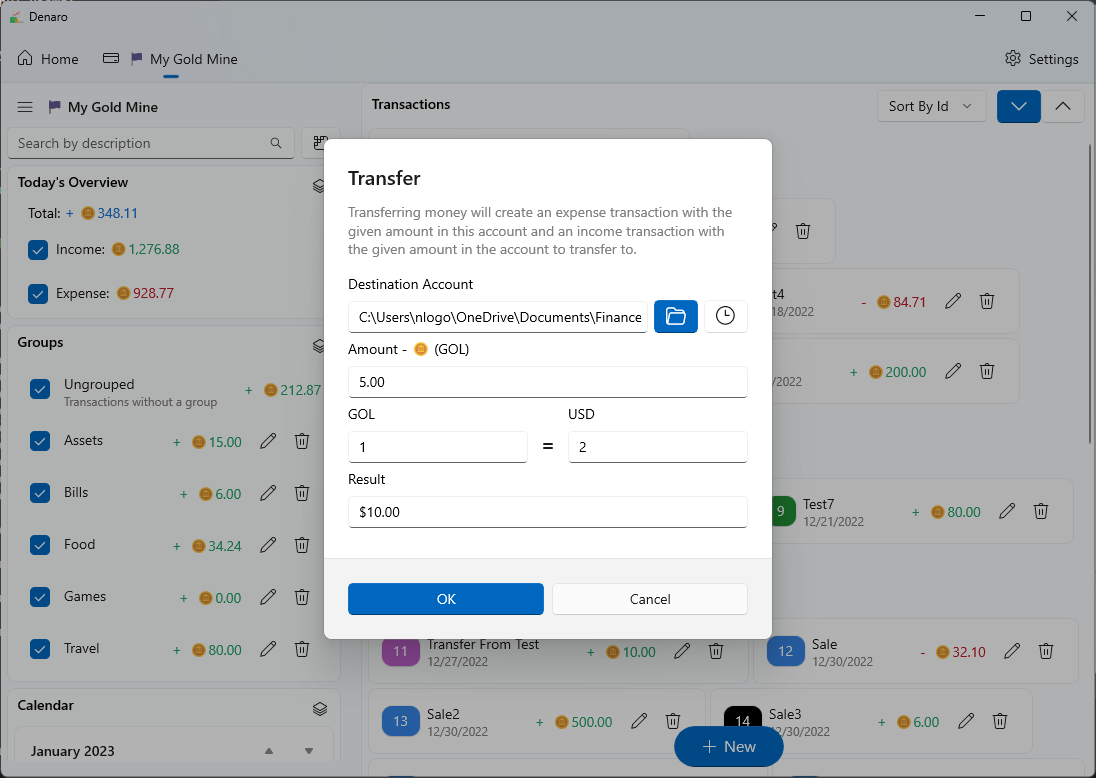 Denaro
Home
My Gold Mine
Settings
My Gold Mine
Search by description
Today's Overview
Total: + 348.11
Income: 1,276.88
Expense: 928.77
Groups
Ungrouped + 212.87
Transactions without a group
Assets + 15.00
Bills + 6.00
Food + 34.24
Games + 0.00
Travel + 80.00
Calendar
January 2023
Transactions
Sort By Id
Transfer
Transferring money will create an expense transaction with the
given amount in this account and an income transaction with
the given amount in the account to transfer to.
Destination Account
C:\Users\nlogo\OneDrive\Documents\Finance
Amount - (GOL)
5.00
GOL USD
1 = 2
Result
$10.00
OK Cancel
t4 - 84.71
18/2022
+ 200.00
/2022
9 Test7 + 80.00
12/21/2022
11 Transfer From Test + 10.00
12/27/2022
12 Sale - 32.10
12/30/2022
13 Sale2 + 500.00
12/30/2022
14 Sale3 + 6.00
/30/2022
+ New